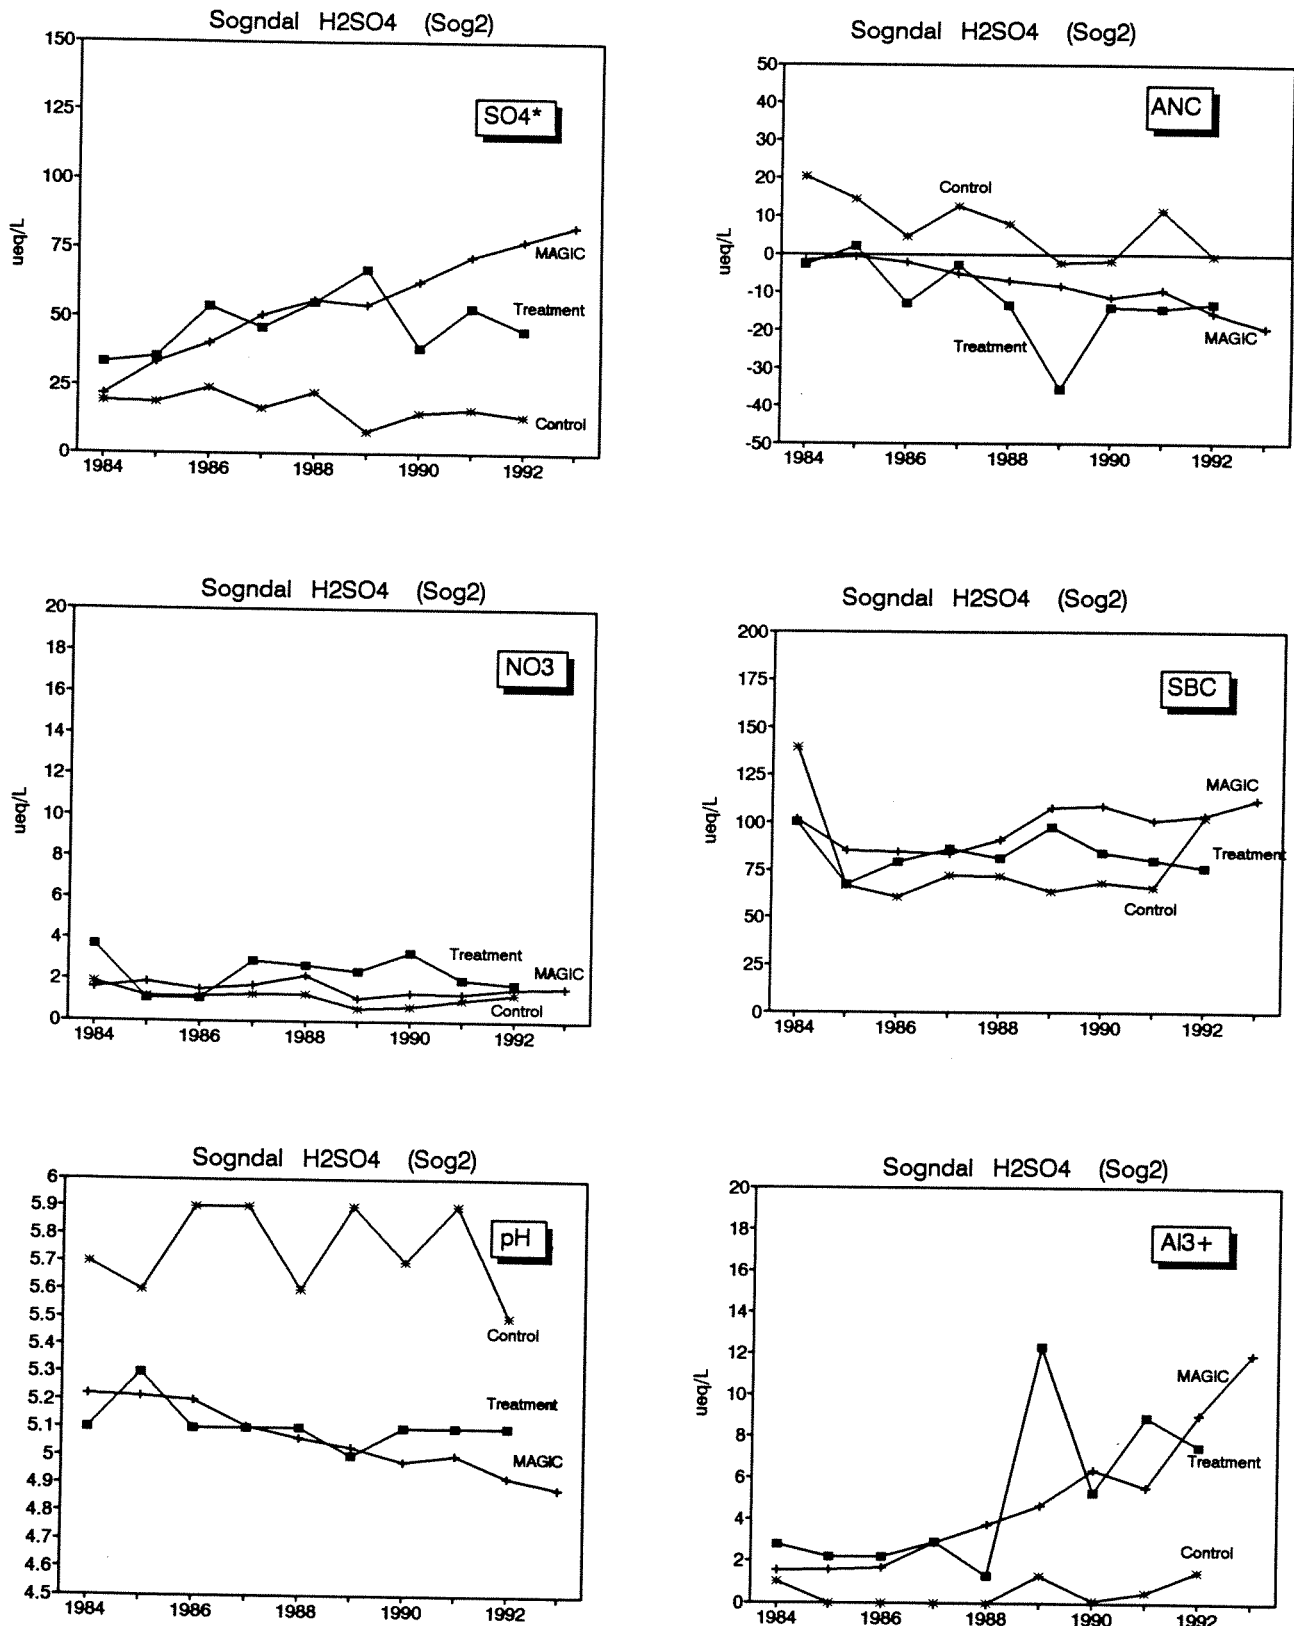 Sogndal H2SO4 (Sog2)
150
125
100
75
50
25
0
ueq/L
SO4*
MAGIC
Treatment
Control
1984 1986 1988 1990 1992
Sogndal H2SO4 (Sog2)
50
40
30
20
10
0
-10
-20
-30
-40
-50
ueq/L
ANC
Control
Treatment
MAGIC
1984 1986 1988 1990 1992
Sogndal H2SO4 (Sog2)
20
18
16
14
12
10
8
6
4
2
0
ueq/L
NO3
Treatment
MAGIC
Control
1984 1986 1988 1990 1992
Sogndal H2SO4 (Sog2)
200
175
150
125
100
75
50
25
0
ueq/L
SBC
MAGIC
Treatment
Control
1984 1986 1988 1990 1992
Sogndal H2SO4 (Sog2)
6
5.9
5.8
5.7
5.6
5.5
5.4
5.3
5.2
5.1
5
4.9
4.8
4.7
4.6
4.5
pH
Control
Treatment
MAGIC
1984 1986 1988 1990 1992
Sogndal H2SO4 (Sog2)
20
18
16
14
12
10
8
6
4
2
0
ueq/L
Al3+
MAGIC
Treatment
Control
1984 1986 1988 1990 1992